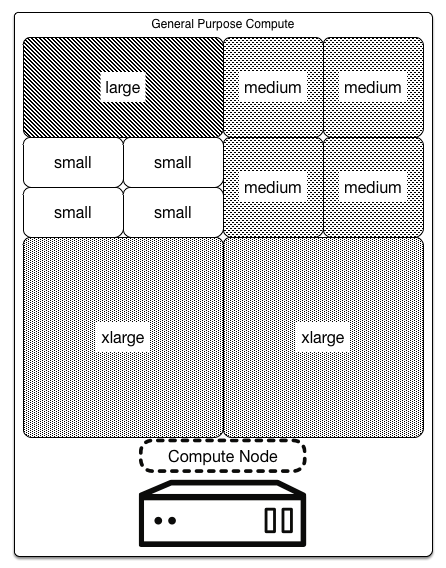 General Purpose Compute
large
medium
medium
small
small
medium
medium
small
small
xlarge
xlarge
Compute Node